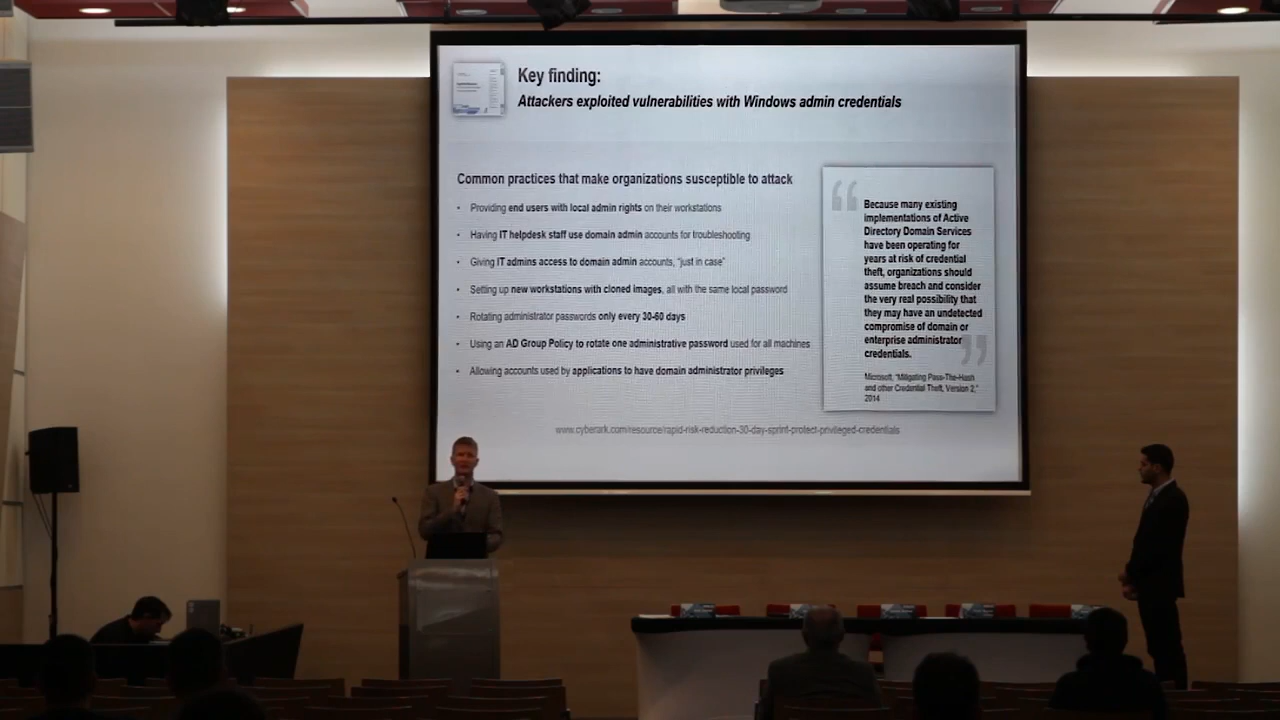 Key finding:
Attackers exploited vulnerabilities with Windows admin credentials
Common practices that make organizations susceptible to attack
• Providing end users with local admin rights on their workstations
• Having IT helpdesk staff use domain admin accounts for troubleshooting
• Giving IT admins access to domain admin accounts, "just in case"
• Setting up new workstations with cloned images, all with the same local password
• Rotating administrator passwords only every 30-60 days
• Using an AD Group Policy to rotate one administrative password used for all machines
• Allowing accounts used by applications to have domain administrator privileges
“
Because many existing
implementations of Active
Directory Domain Services
have been operating for
years at risk of credential
theft, organizations should
assume breach and consider
the very real possibility that
they may have an undetected
compromise of domain or
enterprise administrator
credentials.
”
Microsoft, "Mitigating Pass-The-Hash
and other Credential Theft, Version 2,"
2014
www.cyberark.com/resource/rapid-risk-reduction-30-day-sprint-protect-privileged-credentials